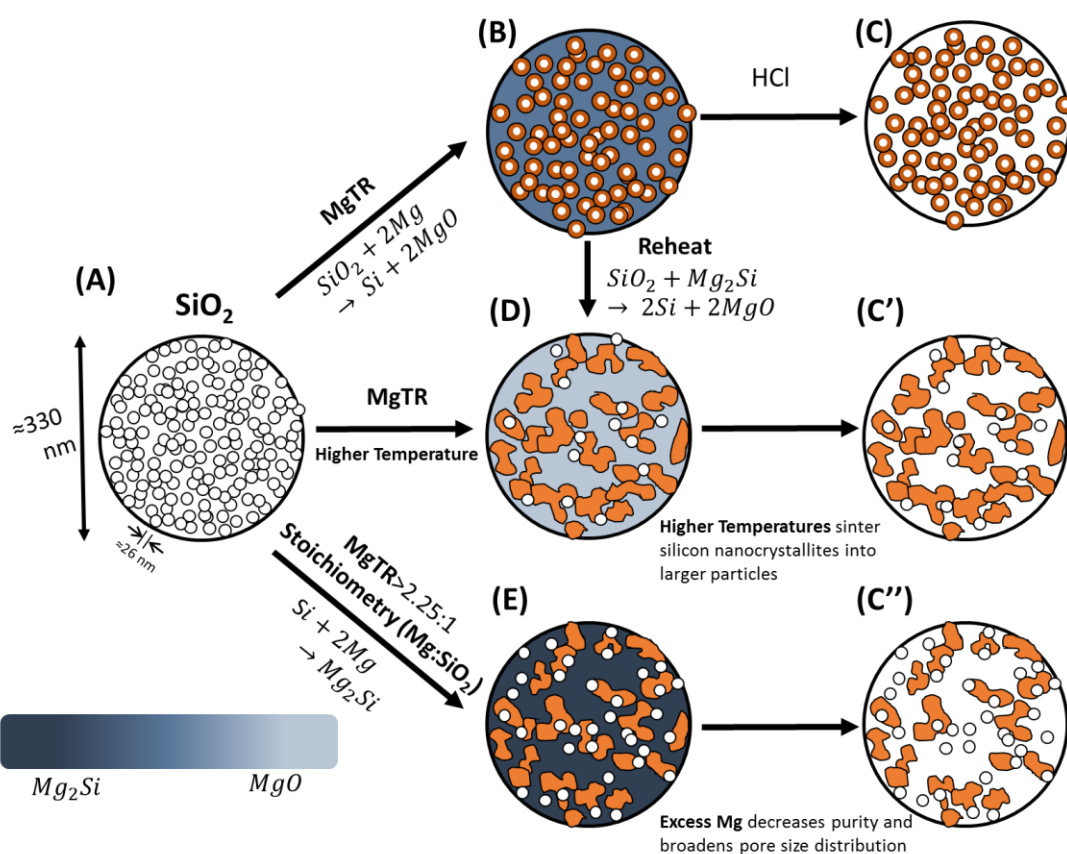 (B)
(C)
HCl
MgTR
SiO₂ + 2Mg
→ Si + 2MgO
Reheat
SiO₂ + Mg₂Si
→ 2Si + 2MgO
(A)
SiO₂
≈330
nm
≈26 nm
(D)
(C')
MgTR
Higher Temperature
Higher Temperatures sinter
silicon nanocrystallites into
larger particles
MgTR>2.25:1
Stoichiometry (Mg:SiO₂)
Si + 2Mg
→ Mg₂Si
(E)
(C'')
Mg₂Si
MgO
Excess Mg decreases purity and
broadens pore size distribution